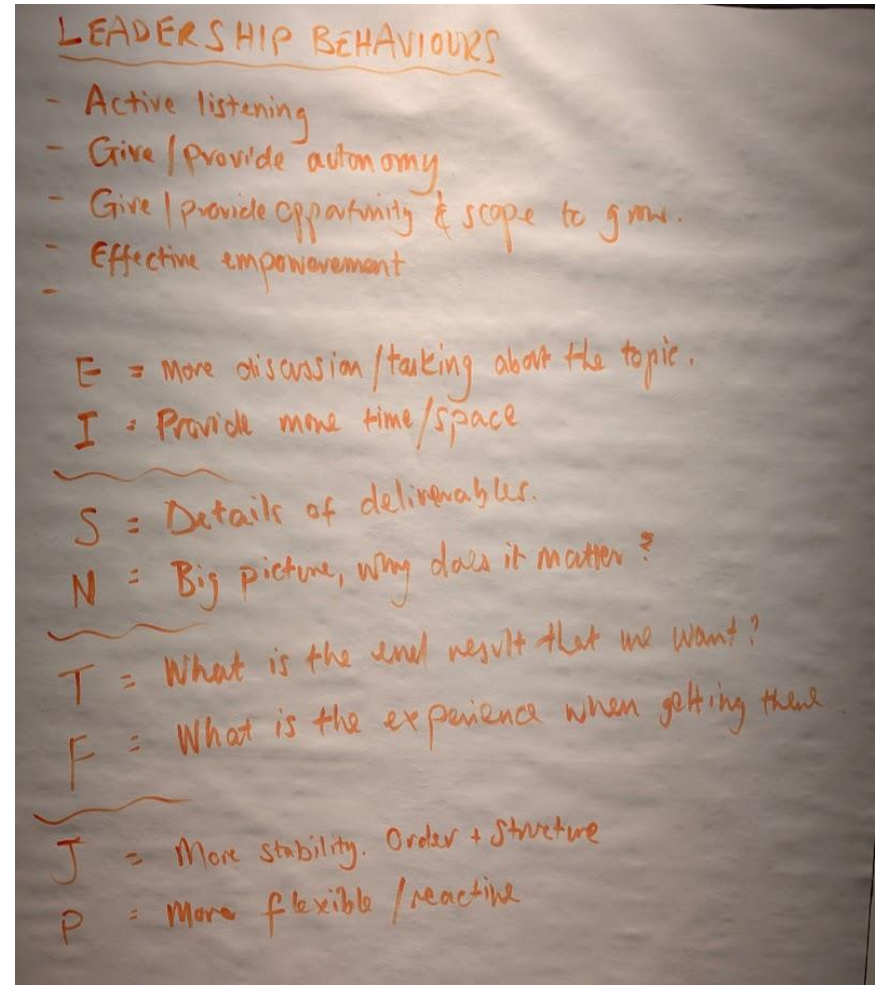 LEADERSHIP BEHAVIOURS
- Active listening
- Give/provide autonomy
- Give/provide opportunity & scope to grow.
- Effective empowerement
-
E = More discussion/talking about the topic.
I = Provide more time/space
S = Details of deliverables.
N = Big picture, why does it matter?
T = What is the end result that we want?
F = What is the experience when getting there.
J = More stability. Order + Structure
P = More flexible/reactive